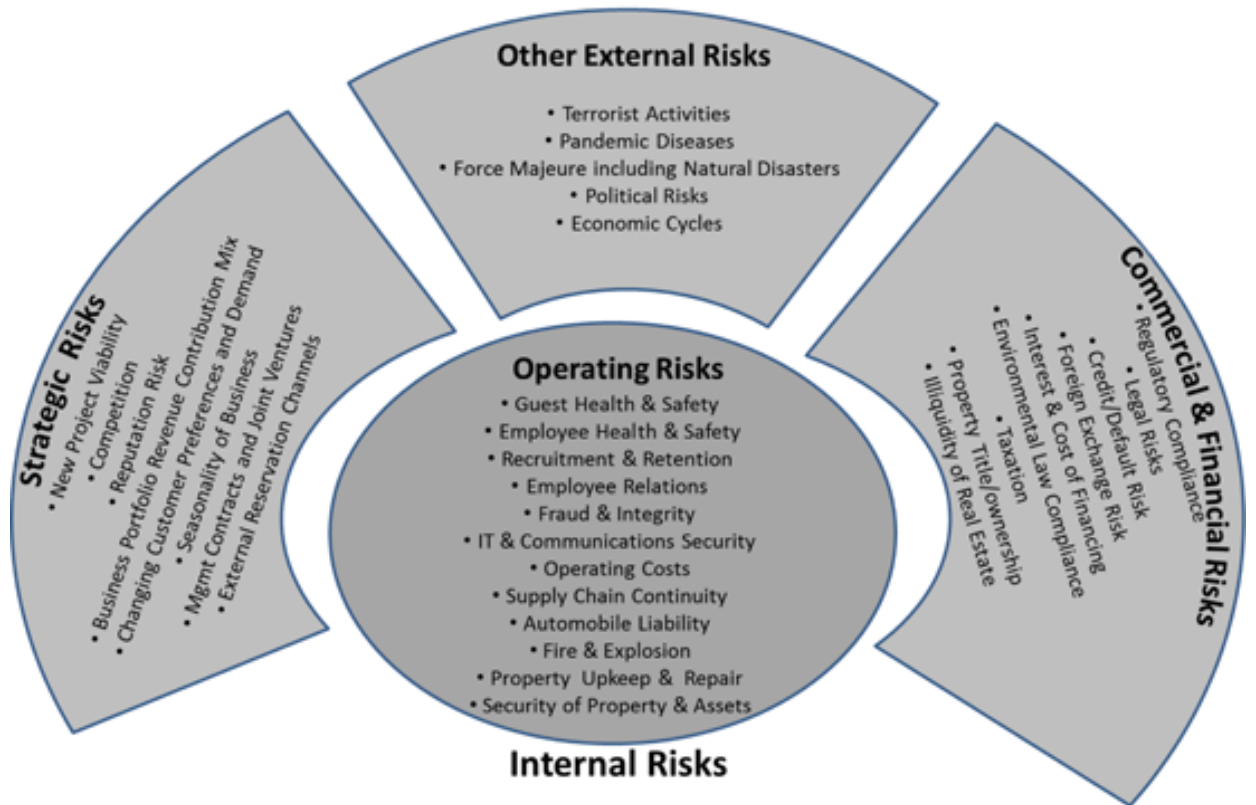 Other External Risks
• Terrorist Activities
• Pandemic Diseases
• Force Majeure including Natural Disasters
• Political Risks
• Economic Cycles
Strategic Risks
• New Project Viability
• Competition
• Reputation Risk
• Business Portfolio Revenue Contribution Mix
• Changing Customer Preferences and Demand
• Seasonality of Business
• Mgmt Contracts and Joint Ventures
• External Reservation Channels
Operating Risks
• Guest Health & Safety
• Employee Health & Safety
• Recruitment & Retention
• Employee Relations
• Fraud & Integrity
• IT & Communications Security
• Operating Costs
• Supply Chain Continuity
• Automobile Liability
• Fire & Explosion
• Property Upkeep & Repair
• Security of Property & Assets
Internal Risks
Commercial & Financial Risks
• Regulatory Compliance
• Legal Risks
• Credit/Default Risk
• Foreign Exchange Risk
• Interest & Cost of Financing
• Environmental Law Compliance
• Taxation
• Property Title/ownership
• Illiquidity of Real Estate